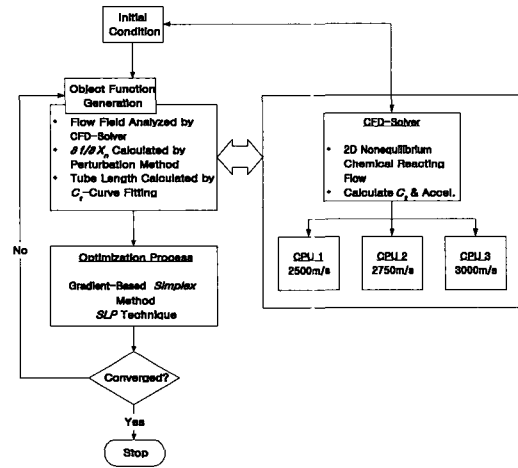 Initial
Condition
Object Function
Generation
• Flow Field Analyzed by
CFD-Solver
• ∂f/∂Xn Calculated by
Perturbation Method
• Tube Length Calculated by
Cf-Curve Fitting
CFD-Solver
• 2D Nonequilibrium
Chemical Reacting
Flow
• Calculate Cf & Accel.
CPU 1
2500m/s
CPU 2
2750m/s
CPU 3
3000m/s
No
Optimization Process
Gradient-Based Simplex
Method
SLP Technique
Converged?
Yes
Stop